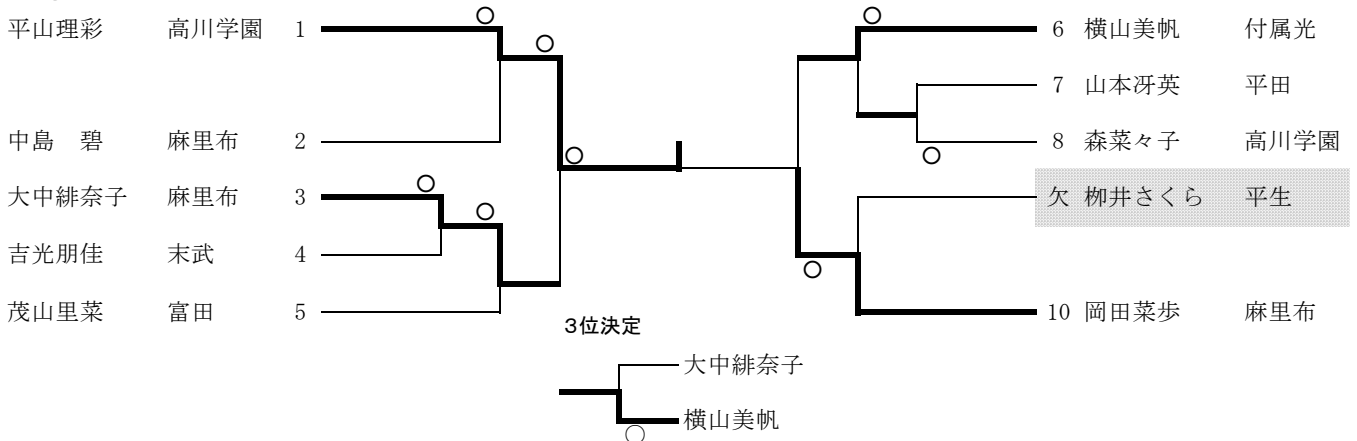 平山理彩 高川学園 1
中島 碧 麻里布 2
大中緋奈子 麻里布 3
吉光朋佳 末武 4
茂山里菜 富田 5
6 横山美帆 付属光
7 山本冴英 平田
8 森菜々子 高川学園
欠 栁井さくら 平生
10 岡田菜歩 麻里布
3位決定
大中緋奈子
横山美帆